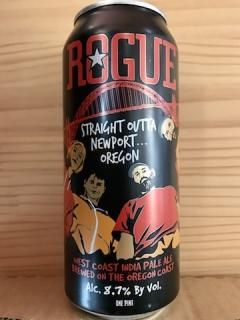 ROGUE
STRAIGHT OUTTA
NEWPORT...
OREGON
WEST COAST INDIA PALE ALE
BREWED ON THE OREGON COAST
Alc. 8.7% By Vol.
ONE PINT